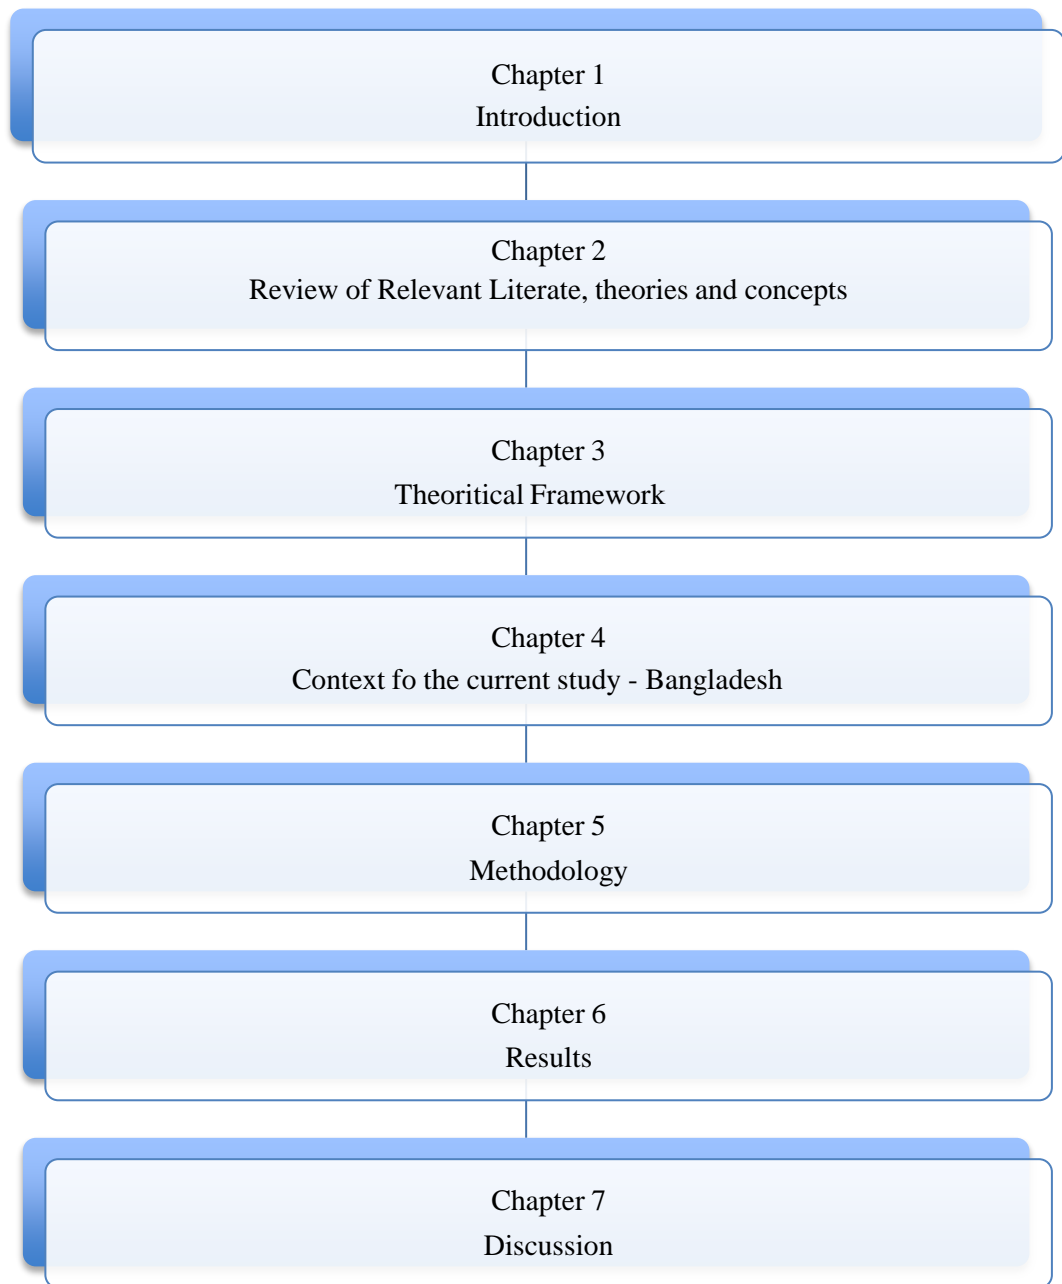 Chapter 1
Introduction
Chapter 2
Review of Relevant Literate, theories and concepts
Chapter 3
Theoritical Framework
Chapter 4
Context fo the current study - Bangladesh
Chapter 5
Methodology
Chapter 6
Results
Chapter 7
Discussion